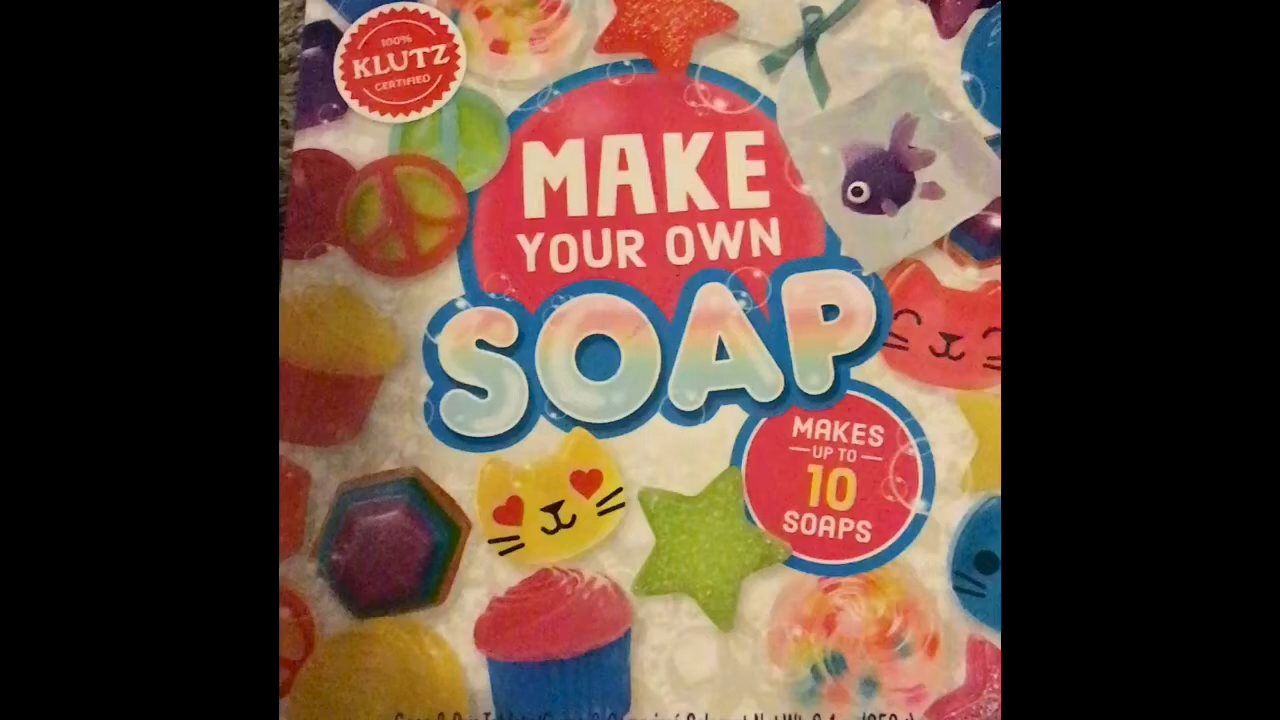 100%
KLUTZ
CERTIFIED
MAKE
YOUR OWN
SOAP
MAKES
UP TO
10
SOAPS